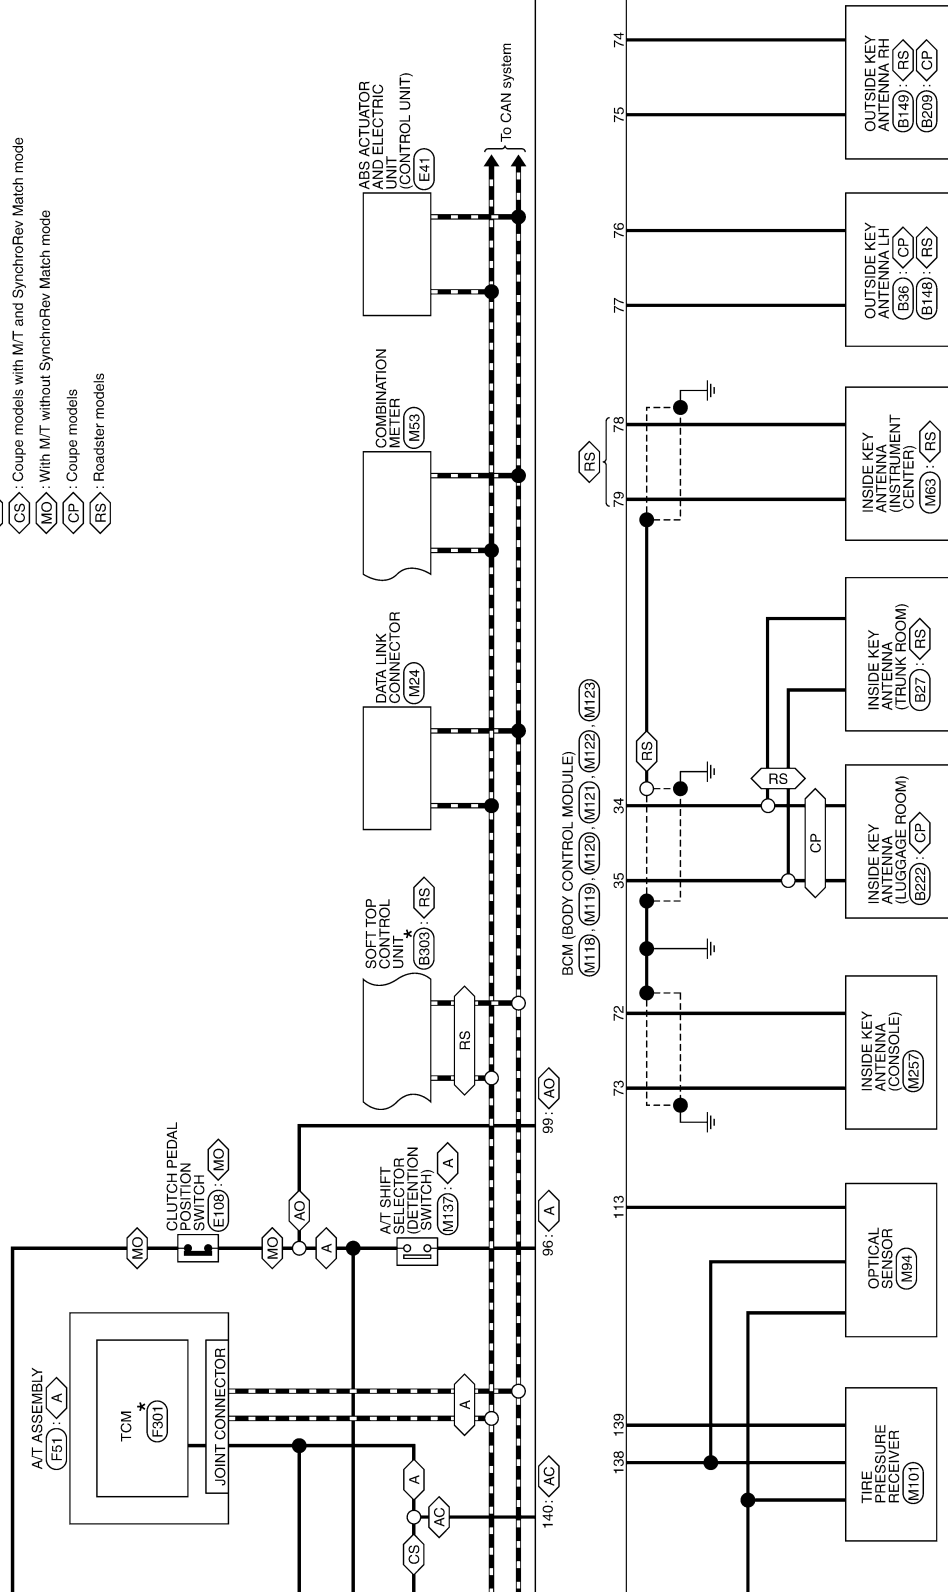 CS : Coupe models with M/T and SynchroRev Match mode
MO : With M/T without SynchroRev Match mode
CP : Coupe models
RS : Roadster models
A/T ASSEMBLY
F51 : A
TCM
*
F301
JOINT CONNECTOR
CS
A
AC
140 : AC
A
MO
CLUTCH PEDAL
POSITION
SWITCH
E108 : MO
MO
AO
A
A/T SHIFT
SELECTOR
(DETENTION
SWITCH)
M137 : A
96 : A
99 : AO
SOFT TOP
CONTROL
UNIT *
B303 : RS
RS
DATA LINK
CONNECTOR
M24
COMBINATION
METER
M53
ABS ACTUATOR
AND ELECTRIC
UNIT
(CONTROL UNIT)
E41
To CAN system
BCM (BODY CONTROL MODULE)
M118 , M119 , M120 , M121 , M122 , M123
138
139
113
73
72
35
34
RS
79
78
RS
77
76
75
74
RS
CP
TIRE
PRESSURE
RECEIVER
M101
OPTICAL
SENSOR
M94
INSIDE KEY
ANTENNA
(CONSOLE)
M257
INSIDE KEY
ANTENNA
(LUGGAGE ROOM)
B222 : CP
INSIDE KEY
ANTENNA
(TRUNK ROOM)
B27 : RS
INSIDE KEY
ANTENNA
(INSTRUMENT
CENTER)
M63 : RS
OUTSIDE KEY
ANTENNA LH
B36 : CP
B148 : RS
OUTSIDE KEY
ANTENNA RH
B149 : RS
B209 : CP